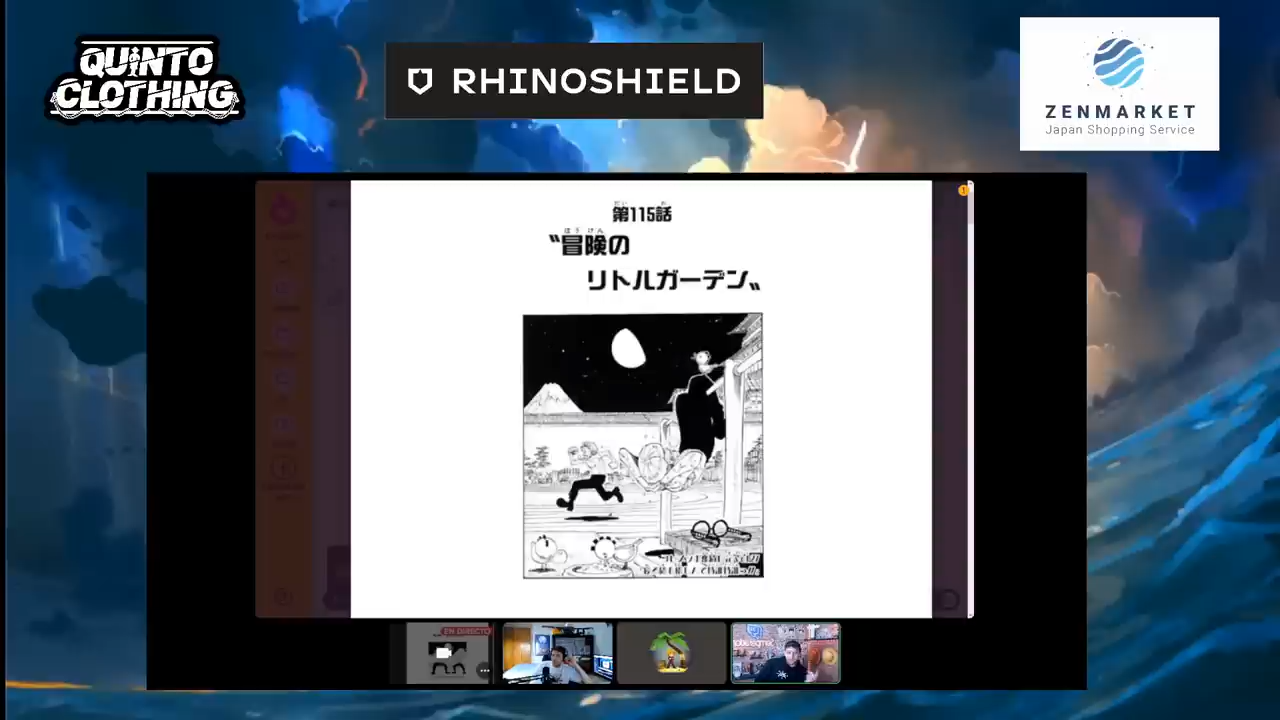 QUINTO
CLOTHING
RHINOSHIELD
ZENMARKET
Japan Shopping Service
1
第115話
〝冒険の
リトルガーデン〟
EN DIRECTO